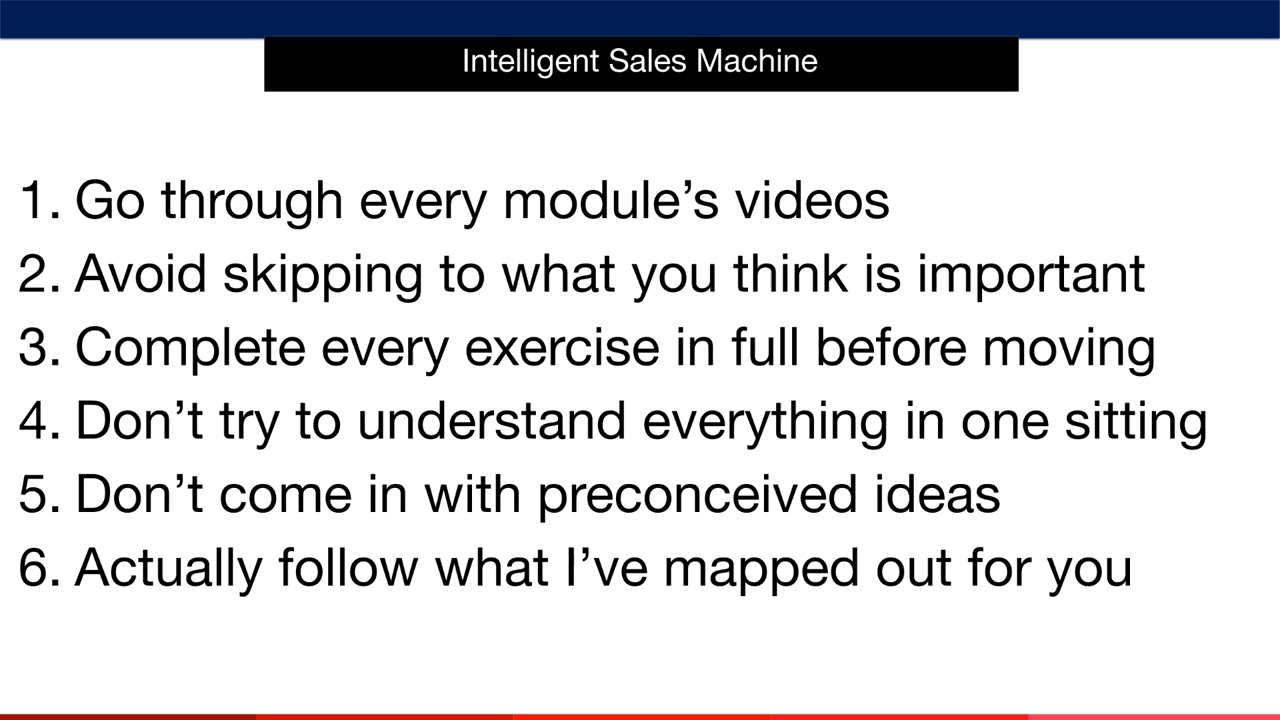 Intelligent Sales Machine
1. Go through every module’s videos
2. Avoid skipping to what you think is important
3. Complete every exercise in full before moving
4. Don’t try to understand everything in one sitting
5. Don’t come in with preconceived ideas
6. Actually follow what I’ve mapped out for you